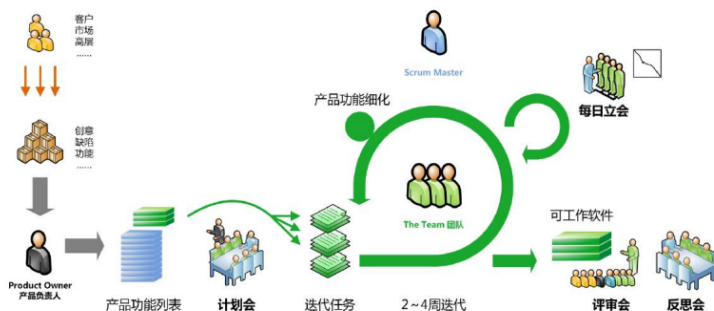 客户
市场
高层
......
创意
缺陷
功能
......
Product Owner
产品负责人
产品功能列表
计划会
迭代任务
产品功能细化
Scrum Master
The Team 团队
2~4周迭代
每日立会
可工作软件
评审会
反思会